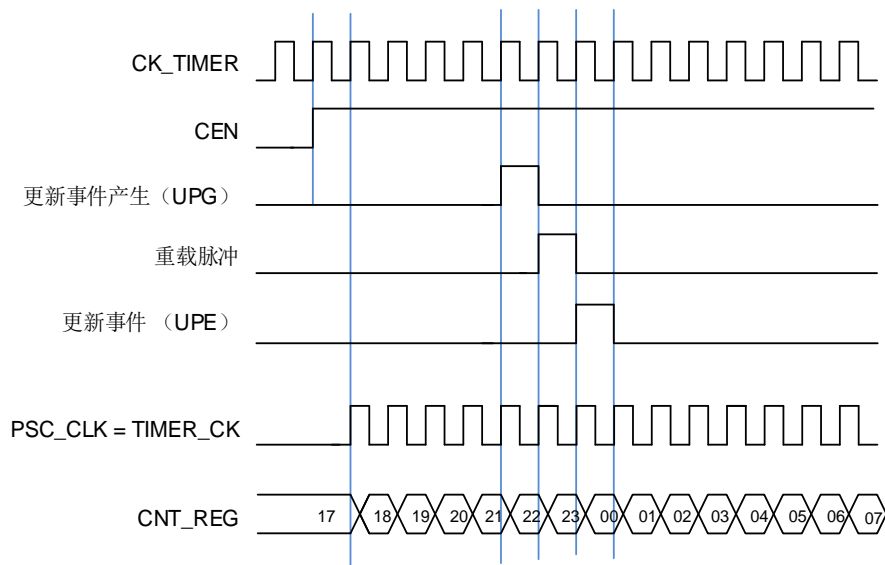 CK_TIMER
CEN
更新事件产生（UPG）
重载脉冲
更新事件 （UPE）
PSC_CLK = TIMER_CK
CNT_REG 17 18 19 20 21 22 23 00 01 02 03 04 05 06 07